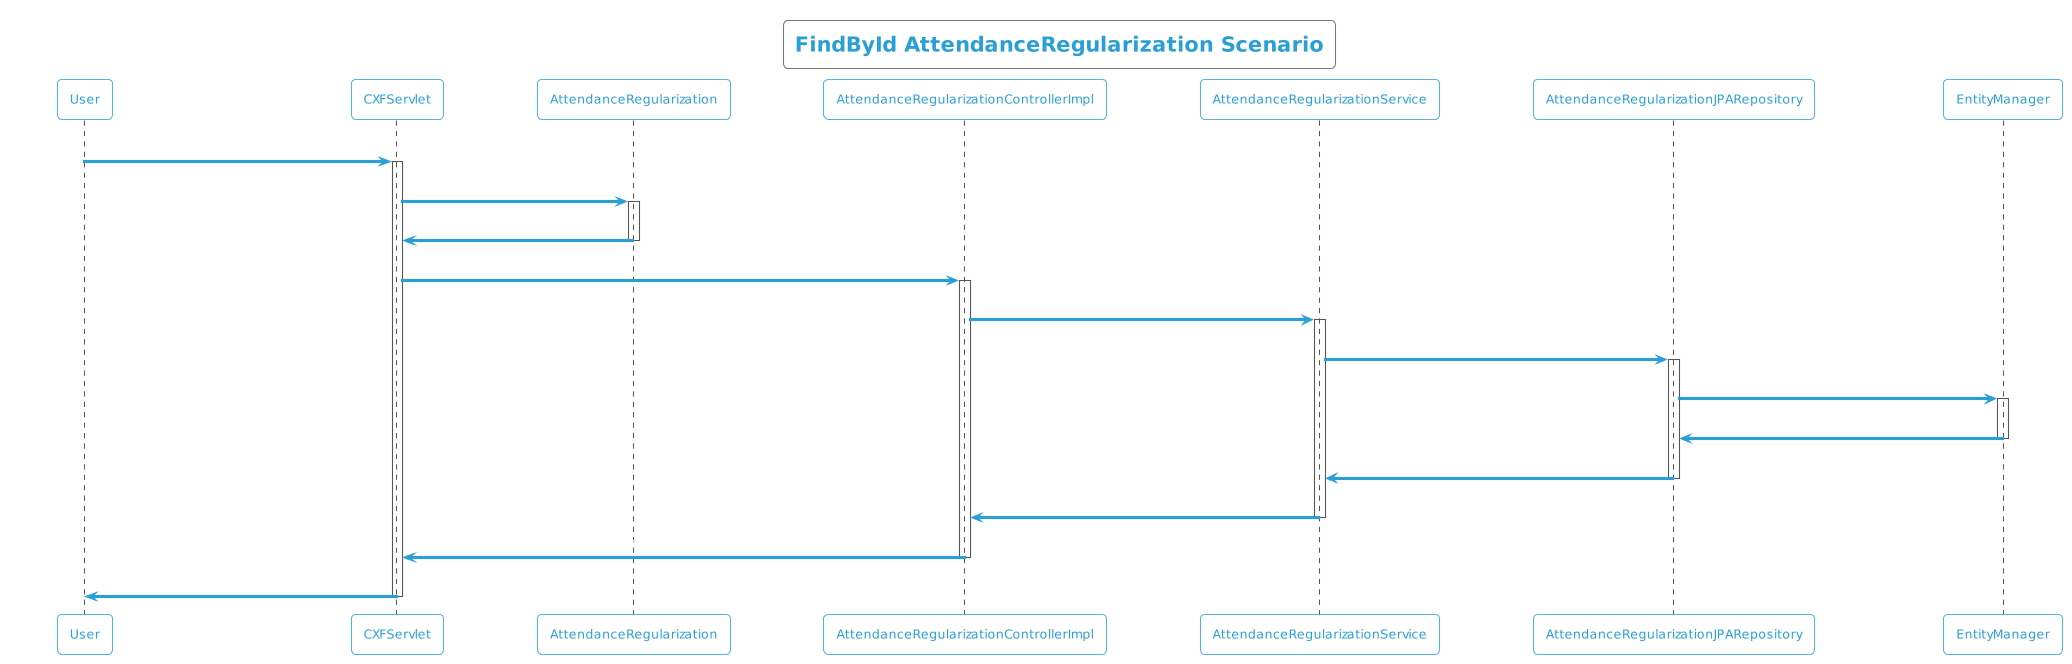 FindById AttendanceRegularization Scenario
User
CXFServlet
AttendanceRegularization
AttendanceRegularizationControllerImpl
AttendanceRegularizationService
AttendanceRegularizationJPARepository
EntityManager
User
CXFServlet
AttendanceRegularization
AttendanceRegularizationControllerImpl
AttendanceRegularizationService
AttendanceRegularizationJPARepository
EntityManager